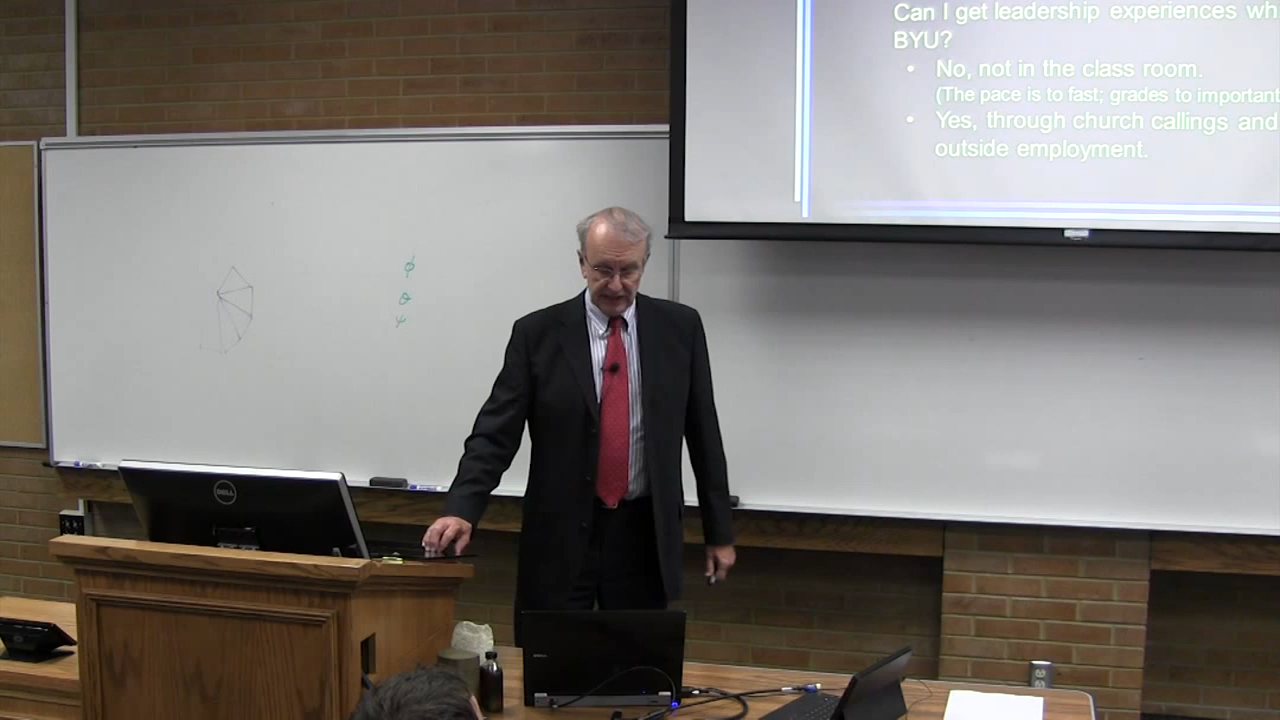 Can I get leadership experiences wh
BYU?
• No, not in the class room.
(The pace is to fast; grades to important
• Yes, through church callings and
outside employment.
ϕ
θ
ψ
DELL
DELL